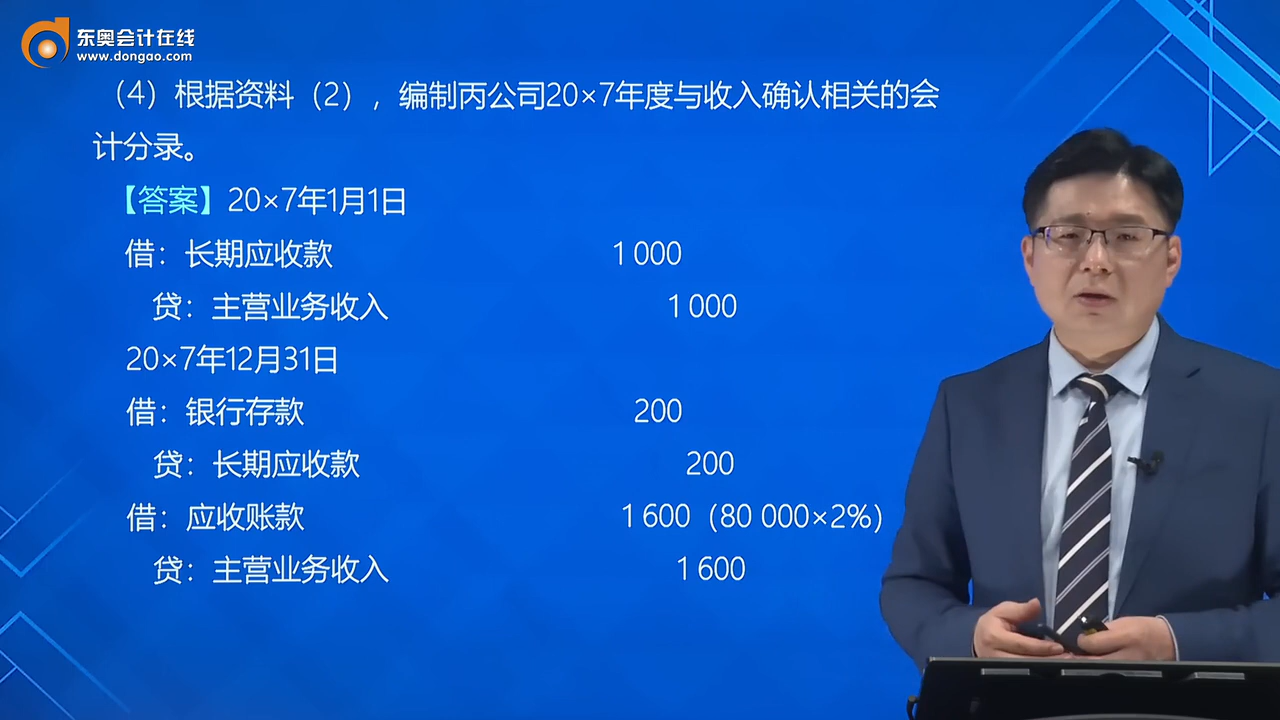 东奥会计在线
www.dongao.com
（4）根据资料（2），编制丙公司20×7年度与收入确认相关的会
计分录。
【答案】20×7年1月1日
借：长期应收款 1 000
贷：主营业务收入 1 000
20×7年12月31日
借：银行存款 200
贷：长期应收款 200
借：应收账款 1 600（80 000×2%）
贷：主营业务收入 1 600